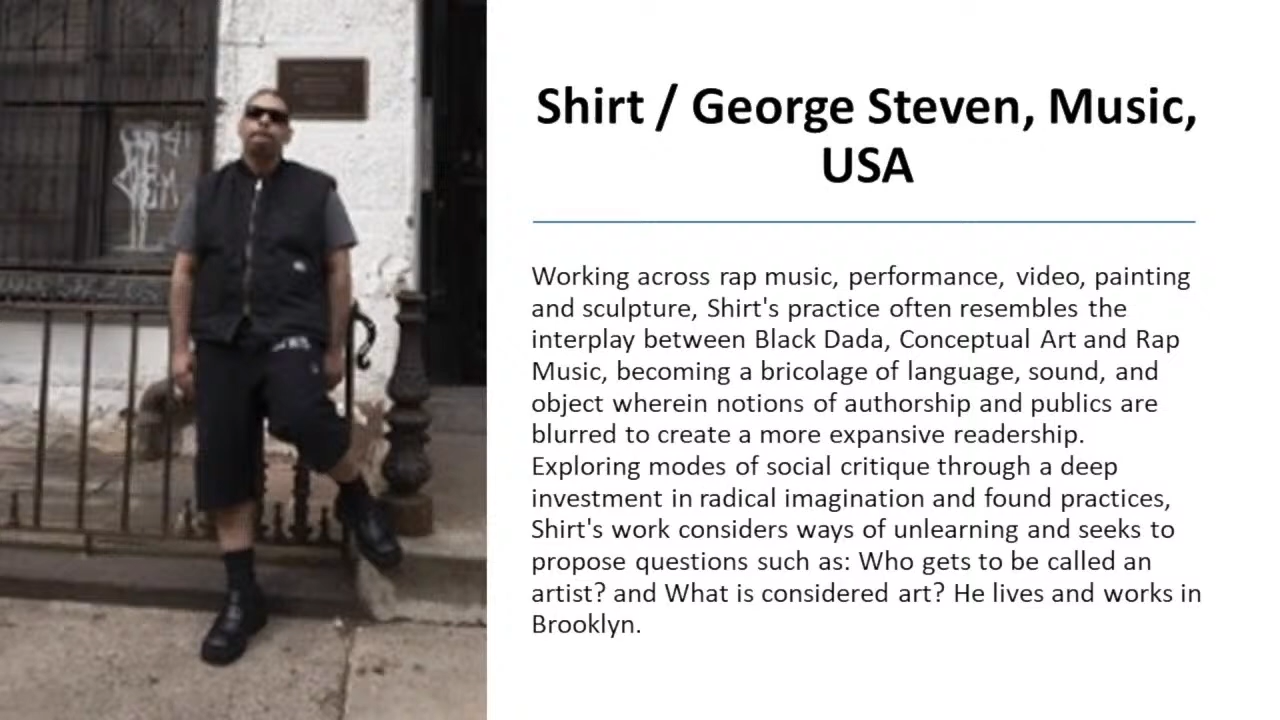 Shirt / George Steven, Music,
USA
Working across rap music, performance, video, painting
and sculpture, Shirt's practice often resembles the
interplay between Black Dada, Conceptual Art and Rap
Music, becoming a bricolage of language, sound, and
object wherein notions of authorship and publics are
blurred to create a more expansive readership.
Exploring modes of social critique through a deep
investment in radical imagination and found practices,
Shirt's work considers ways of unlearning and seeks to
propose questions such as: Who gets to be called an
artist? and What is considered art? He lives and works in
Brooklyn.